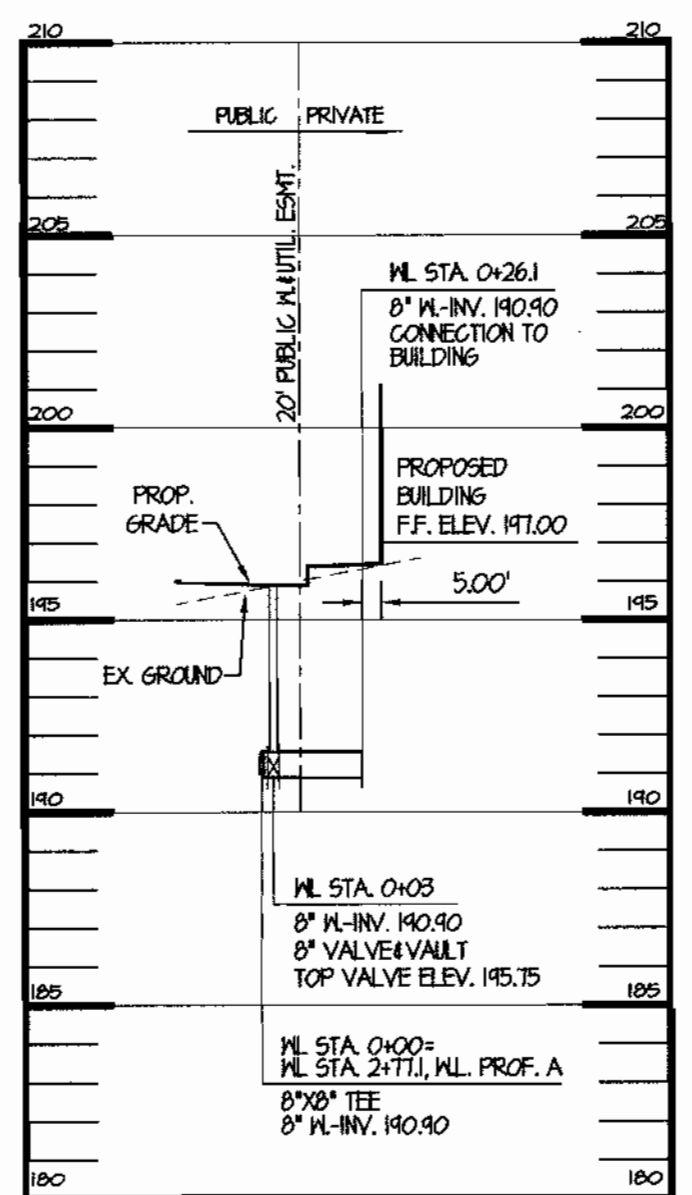 210 210
PUBLIC PRIVATE
20' PUBLIC W.&UTIL. ESMT.
205 205
WL STA. 0+26.1
8" W.-INV. 190.90
CONNECTION TO
BUILDING
200 200
PROPOSED
BUILDING
F.F. ELEV. 197.00
PROP.
GRADE
5.00'
195 195
EX. GROUND
190 190
WL STA. 0+03
8" W.-INV. 190.90
8" VALVE&VAULT
TOP VALVE ELEV. 195.75
185 185
WL STA. 0+00=
WL STA. 2+77.1, W.L. PROF. A
8"X8" TEE
8" W.-INV. 190.90
180 180